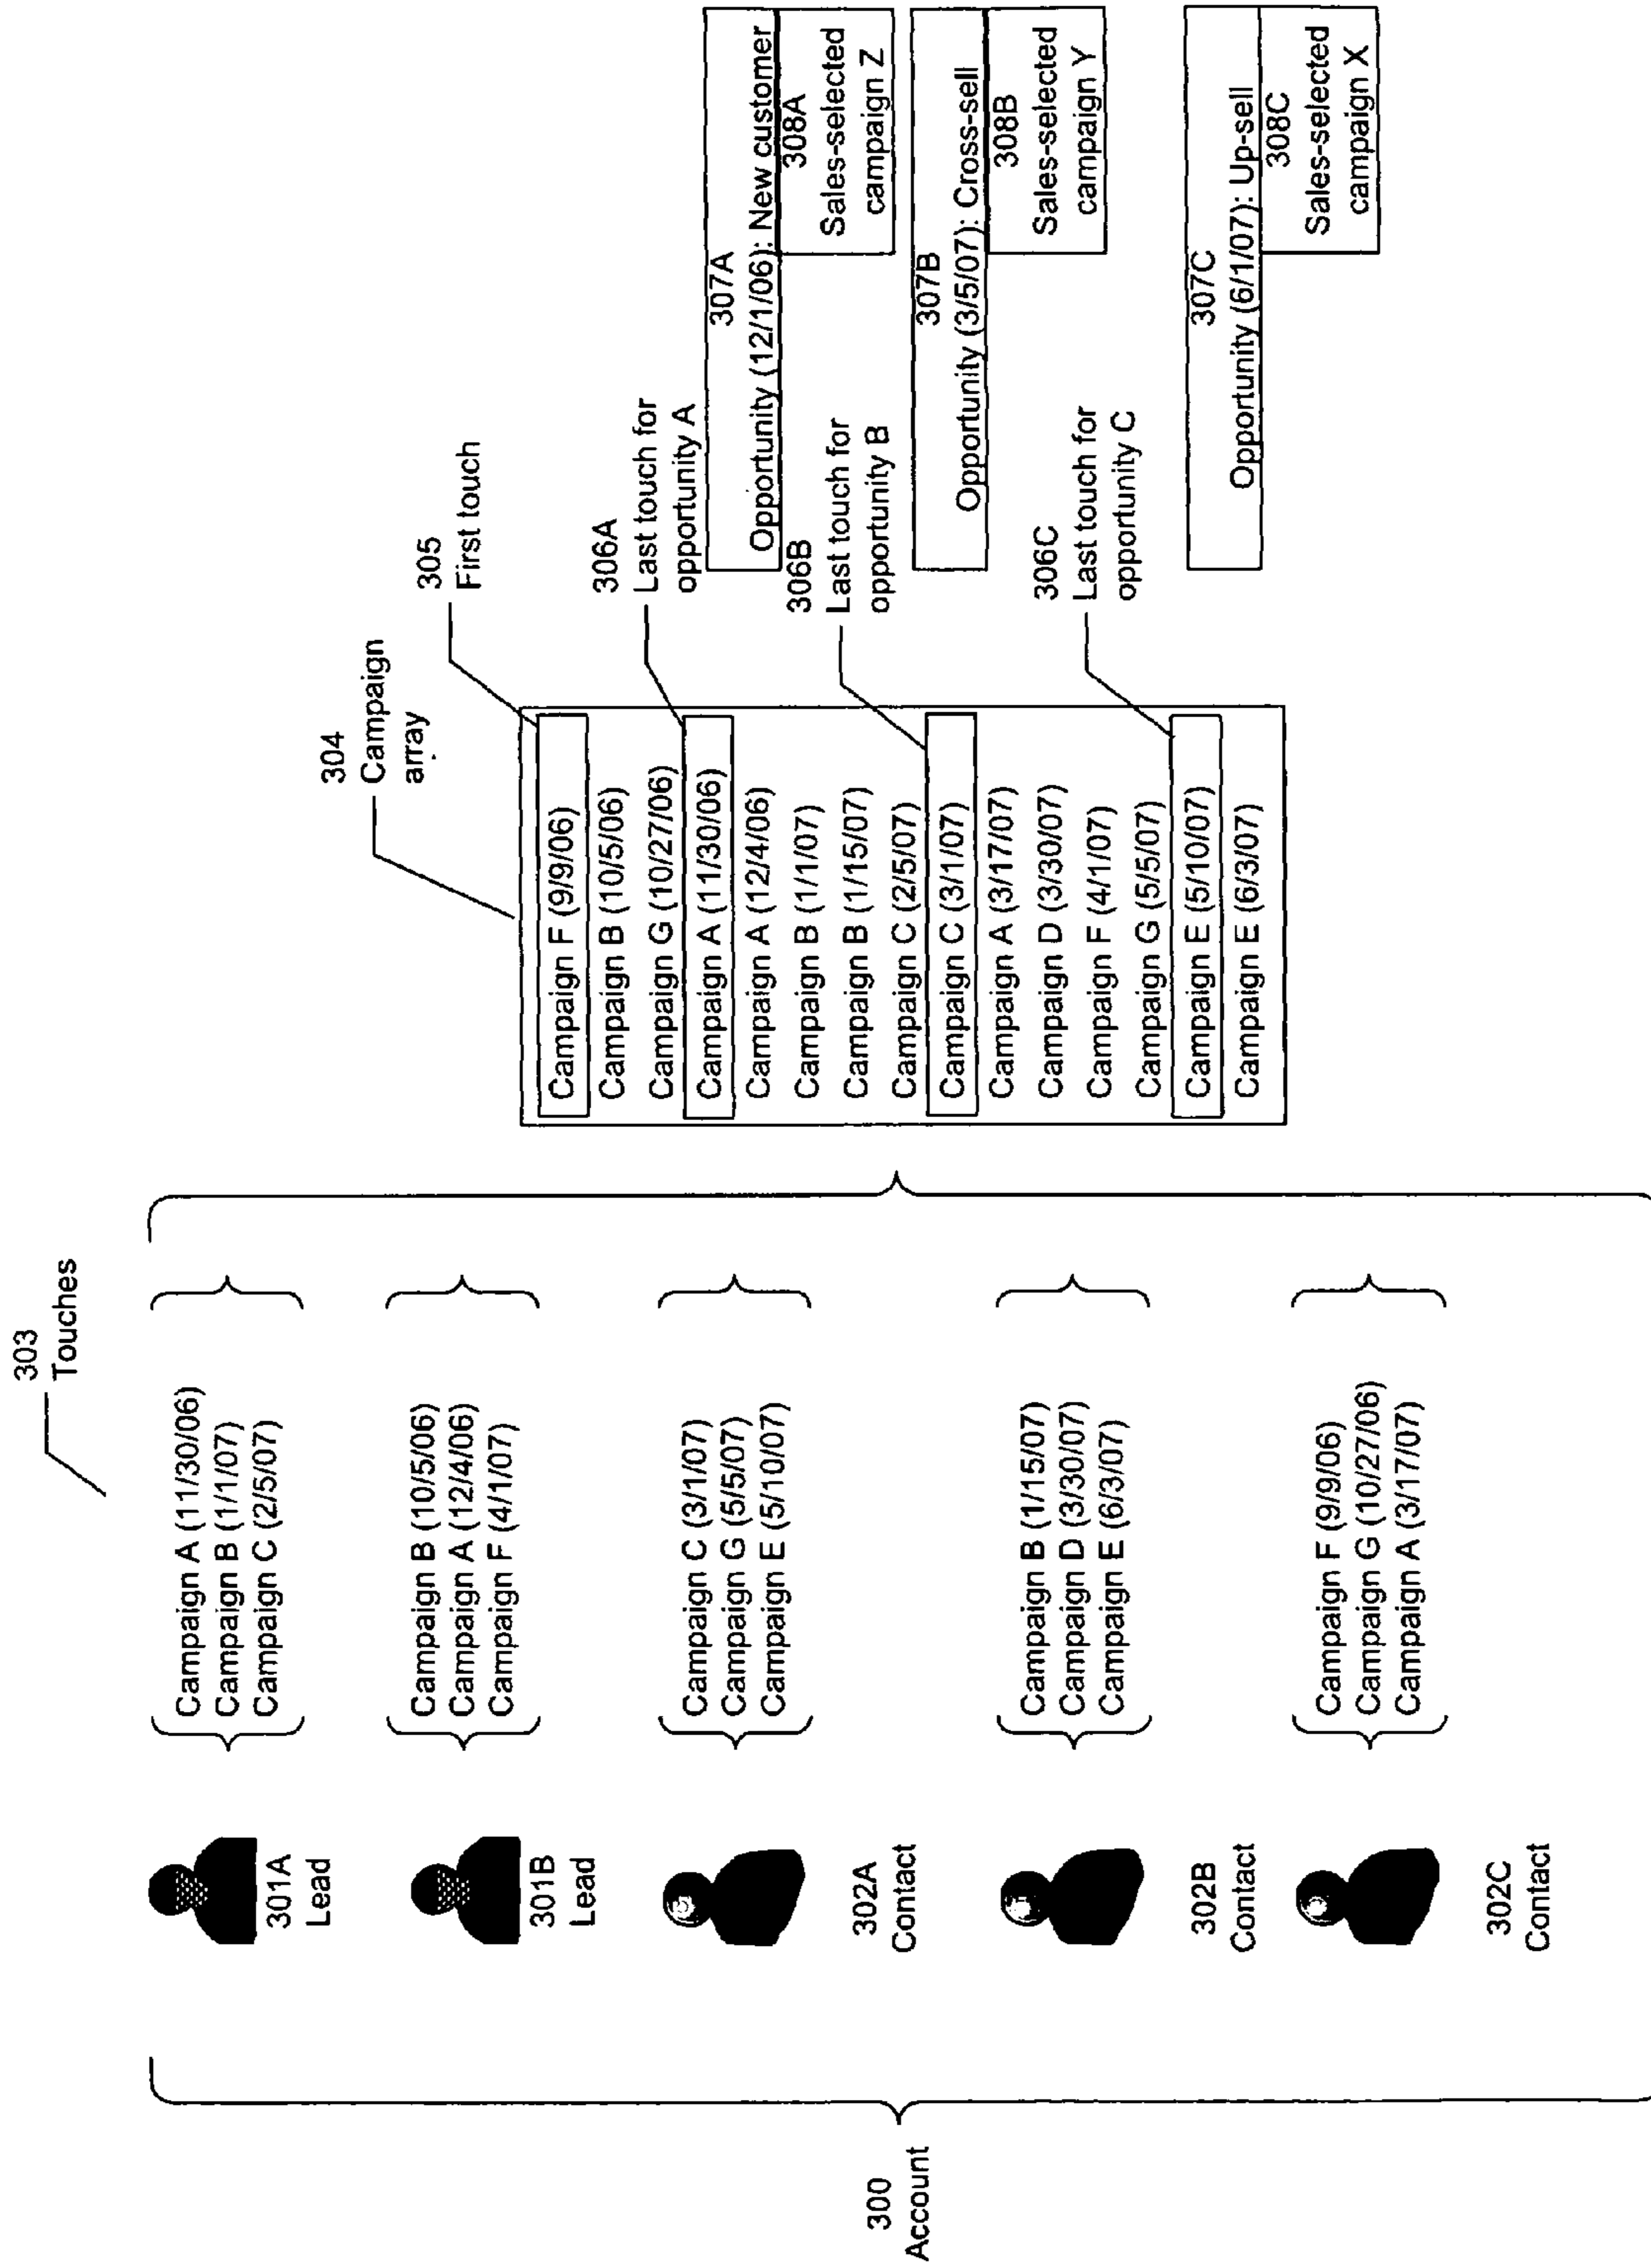 303
Touches
300
Account
301A
Lead
Campaign A (11/30/06)
Campaign B (1/1/07)
Campaign C (2/5/07)
301B
Lead
Campaign B (10/5/06)
Campaign A (12/4/06)
Campaign F (4/1/07)
302A
Contact
Campaign C (3/1/07)
Campaign G (5/5/07)
Campaign E (5/10/07)
302B
Contact
Campaign B (1/15/07)
Campaign D (3/30/07)
Campaign E (6/3/07)
302C
Contact
Campaign F (9/9/06)
Campaign G (10/27/06)
Campaign A (3/17/07)
304
Campaign
array
Campaign F (9/9/06)
Campaign B (10/5/06)
Campaign G (10/27/06)
Campaign A (11/30/06)
Campaign A (12/4/06)
Campaign B (1/1/07)
Campaign B (1/15/07)
Campaign C (2/5/07)
Campaign C (3/1/07)
Campaign A (3/17/07)
Campaign D (3/30/07)
Campaign F (4/1/07)
Campaign G (5/5/07)
Campaign E (5/10/07)
Campaign E (6/3/07)
305
First touch
306A
Last touch for
opportunity A
306B
Last touch for
opportunity B
306C
Last touch for
opportunity C
307A
Opportunity (12/1/06): New customer
308A
Sales-selected
campaign Z
307B
Opportunity (3/5/07): Cross-sell
308B
Sales-selected
campaign Y
307C
Opportunity (6/1/07): Up-sell
308C
Sales-selected
campaign X